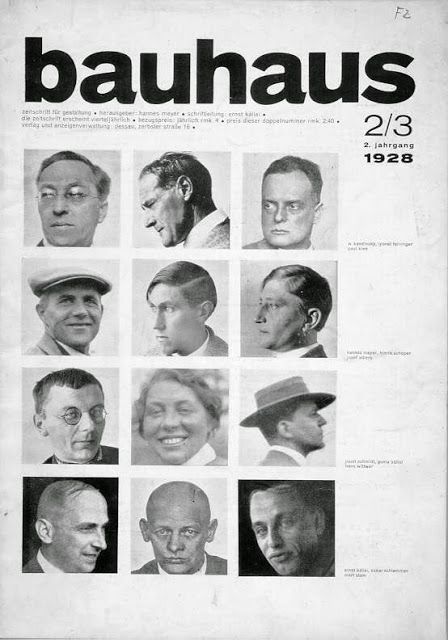 FZ
bauhaus
zeitschrift für gestaltung • herausgeber: hannes meyer • schriftleitung: ernst kállai •
die zeitschrift erscheint vierteljährlich • bezugspreis: jährlich rmk. 4 • preis dieser doppelnummer rmk. 2.40 •
verlag und anzeigenverwaltung: dessau, zerbster straße 16 •
2/3
2. jahrgang
1928
w. kandinsky, lyonel feininger
paul klee
hannes meyer, hinnerk scheper
josef albers
joost schmidt, gunta stölzl
hans wittwer
ernst kállai, oskar schlemmer
mart stam